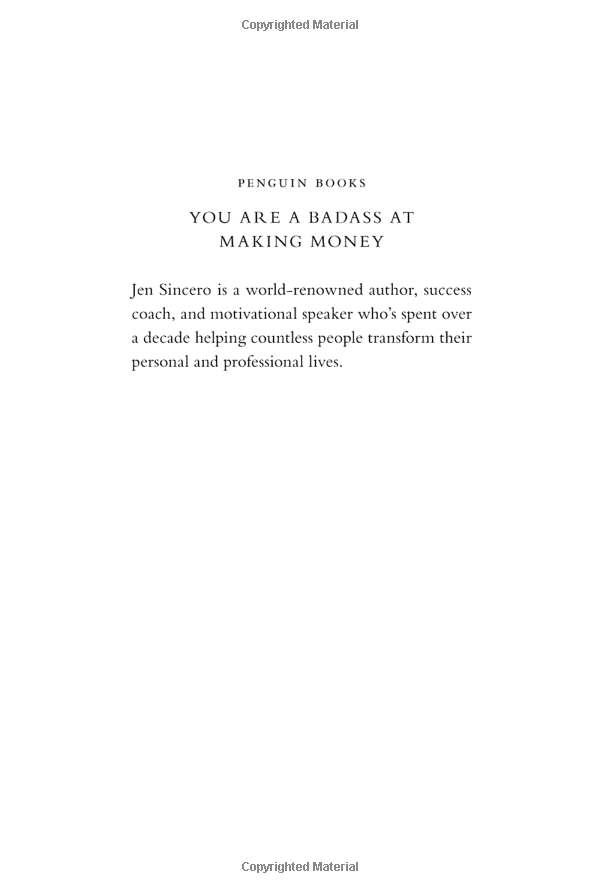 Copyrighted Material
PENGUIN BOOKS
YOU ARE A BADASS AT
MAKING MONEY
Jen Sincero is a world-renowned author, success
coach, and motivational speaker who's spent over
a decade helping countless people transform their
personal and professional lives.
Copyrighted Material